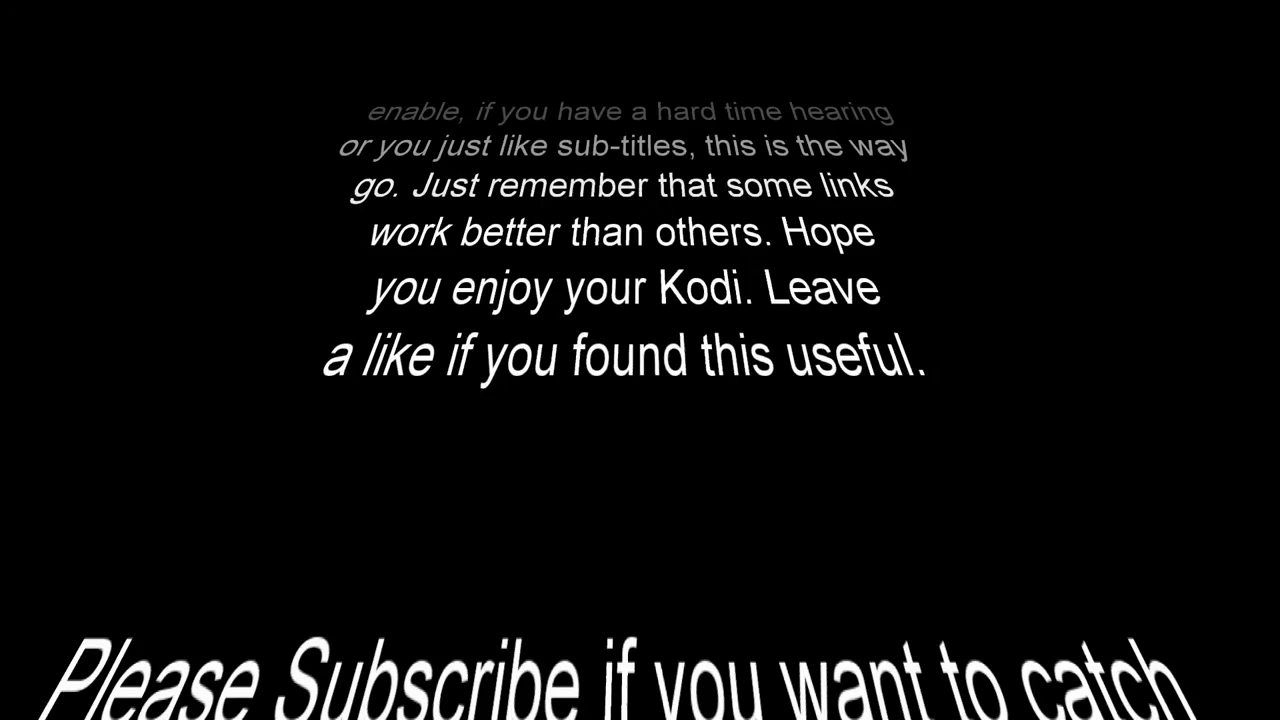 enable, if you have a hard time hearing
or you just like sub-titles, this is the way
go. Just remember that some links
work better than others. Hope
you enjoy your Kodi. Leave
a like if you found this useful.
Please Subscribe if you want to catch